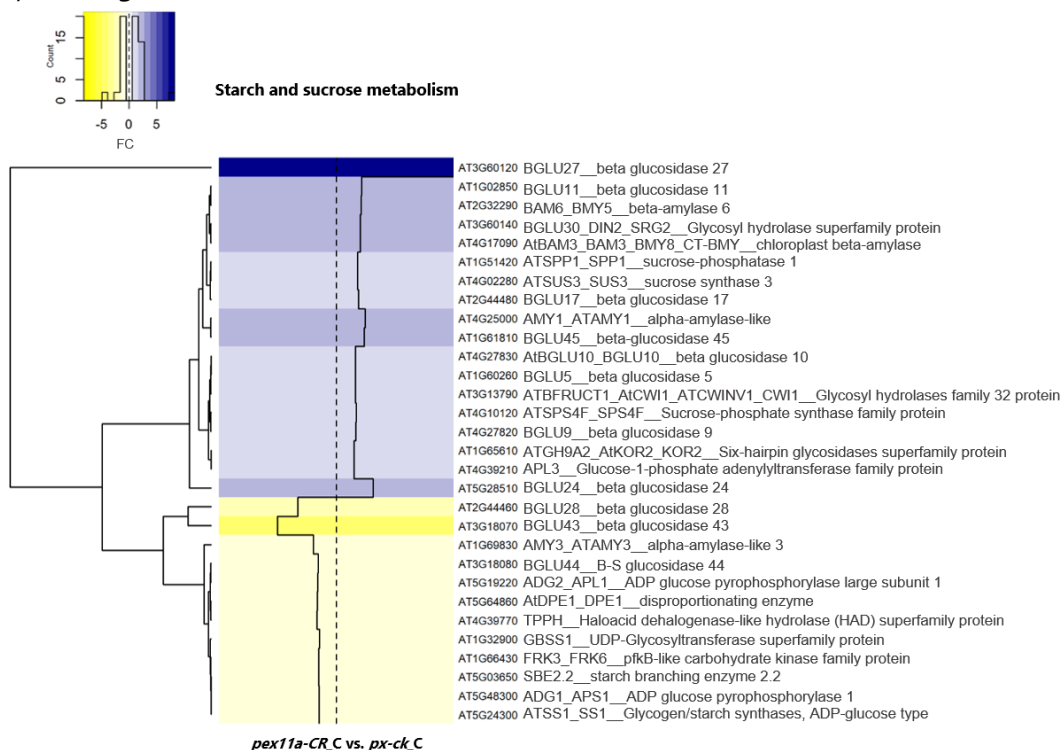 15
Count
5
0
-5 0 5
FC
Starch and sucrose metabolism
AT3G60120 BGLU27__beta glucosidase 27
AT1G02850 BGLU11__beta glucosidase 11
AT2G32290 BAM6_BMY5__beta-amylase 6
AT3G60140 BGLU30_DIN2_SRG2__Glycosyl hydrolase superfamily protein
AT4G17090 AtBAM3_BAM3_BMY8_CT-BMY__chloroplast beta-amylase
AT1G51420 ATSPP1_SPP1__sucrose-phosphatase 1
AT4G02280 ATSUS3_SUS3__sucrose synthase 3
AT2G44480 BGLU17__beta glucosidase 17
AT4G25000 AMY1_ATAMY1__alpha-amylase-like
AT1G61810 BGLU45__beta-glucosidase 45
AT4G27830 AtBGLU10_BGLU10__beta glucosidase 10
AT1G60260 BGLU5__beta glucosidase 5
AT3G13790 ATBFRUCT1_AtCWI1_ATCWINV1_CWI1__Glycosyl hydrolases family 32 protein
AT4G10120 ATSPS4F_SPS4F__Sucrose-phosphate synthase family protein
AT4G27820 BGLU9__beta glucosidase 9
AT1G65610 ATGH9A2_AtKOR2_KOR2__Six-hairpin glycosidases superfamily protein
AT4G39210 APL3__Glucose-1-phosphate adenylyltransferase family protein
AT5G28510 BGLU24__beta glucosidase 24
AT2G44460 BGLU28__beta glucosidase 28
AT3G18070 BGLU43__beta glucosidase 43
AT1G69830 AMY3_ATAMY3__alpha-amylase-like 3
AT3G18080 BGLU44__B-S glucosidase 44
AT5G19220 ADG2_APL1__ADP glucose pyrophosphorylase large subunit 1
AT5G64860 AtDPE1_DPE1__disproportionating enzyme
AT4G39770 TPPH__Haloacid dehalogenase-like hydrolase (HAD) superfamily protein
AT1G32900 GBSS1__UDP-Glycosyltransferase superfamily protein
AT1G66430 FRK3_FRK6__pfkB-like carbohydrate kinase family protein
AT5G03650 SBE2.2__starch branching enzyme 2.2
AT5G48300 ADG1_APS1__ADP glucose pyrophosphorylase 1
AT5G24300 ATSS1_SS1__Glycogen/starch synthases, ADP-glucose type
pex11a-CR_C vs. px-ck_C